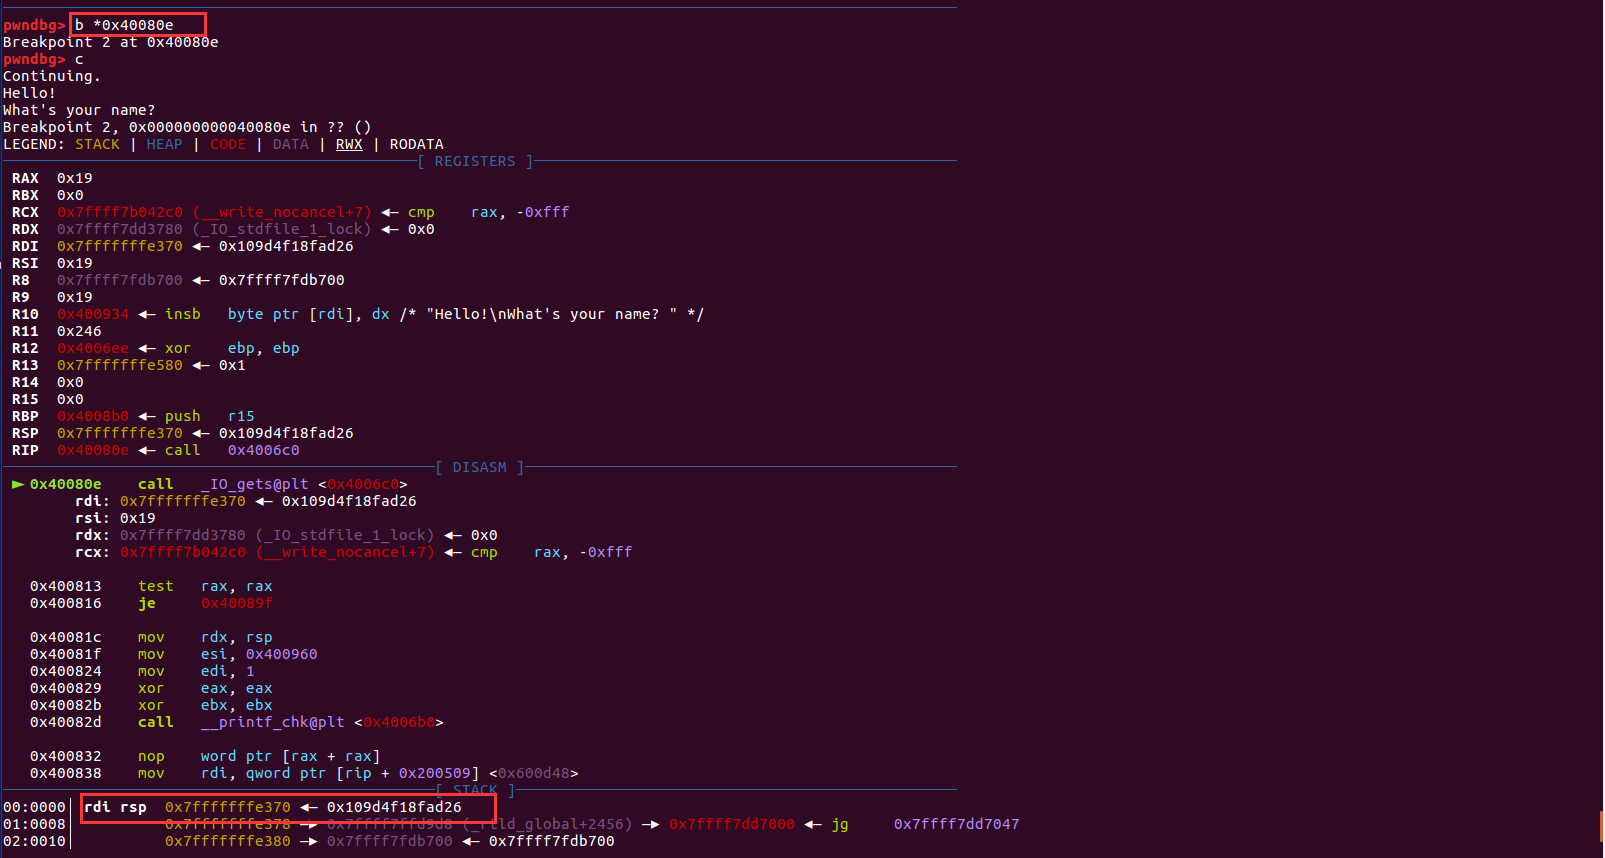 pwndbg> b *0x40080e
Breakpoint 2 at 0x40080e
pwndbg> c
Continuing.
Hello!
What's your name?
Breakpoint 2, 0x000000000040080e in ?? ()
LEGEND: STACK | HEAP | CODE | DATA | RWX | RODATA
[ REGISTERS ]
RAX 0x19
RBX 0x0
RCX 0x7ffff7b042c0 (__write_nocancel+7) ◂— cmp rax, -0xfff
RDX 0x7ffff7dd3780 (_IO_stdfile_1_lock) ◂— 0x0
RDI 0x7fffffffe370 ◂— 0x109d4f18fad26
RSI 0x19
R8 0x7ffff7fdb700 ◂— 0x7ffff7fdb700
R9 0x19
R10 0x400934 ◂— insb byte ptr [rdi], dx /* "Hello!\nWhat's your name? " */
R11 0x246
R12 0x4006ee ◂— xor ebp, ebp
R13 0x7fffffffe580 ◂— 0x1
R14 0x0
R15 0x0
RBP 0x4008b0 ◂— push r15
RSP 0x7fffffffe370 ◂— 0x109d4f18fad26
RIP 0x40080e ◂— call 0x4006c0
[ DISASM ]
► 0x40080e call _IO_gets@plt <0x4006c0>
rdi: 0x7fffffffe370 ◂— 0x109d4f18fad26
rsi: 0x19
rdx: 0x7ffff7dd3780 (_IO_stdfile_1_lock) ◂— 0x0
rcx: 0x7ffff7b042c0 (__write_nocancel+7) ◂— cmp rax, -0xfff
0x400813 test rax, rax
0x400816 je 0x40089f
0x40081c mov rdx, rsp
0x40081f mov esi, 0x400960
0x400824 mov edi, 1
0x400829 xor eax, eax
0x40082b xor ebx, ebx
0x40082d call __printf_chk@plt <0x4006b0>
0x400832 nop word ptr [rax + rax]
0x400838 mov rdi, qword ptr [rip + 0x200509] <0x600d48>
[ STACK ]
00:0000│ rdi rsp 0x7fffffffe370 ◂— 0x109d4f18fad26
01:0008│ 0x7fffffffe378 —▸ 0x7ffff7ffd9d8 (_rtld_global+2456) —▸ 0x7ffff7dd7000 ◂— jg 0x7ffff7dd7047
02:0010│ 0x7fffffffe380 —▸ 0x7ffff7fdb700 ◂— 0x7ffff7fdb700